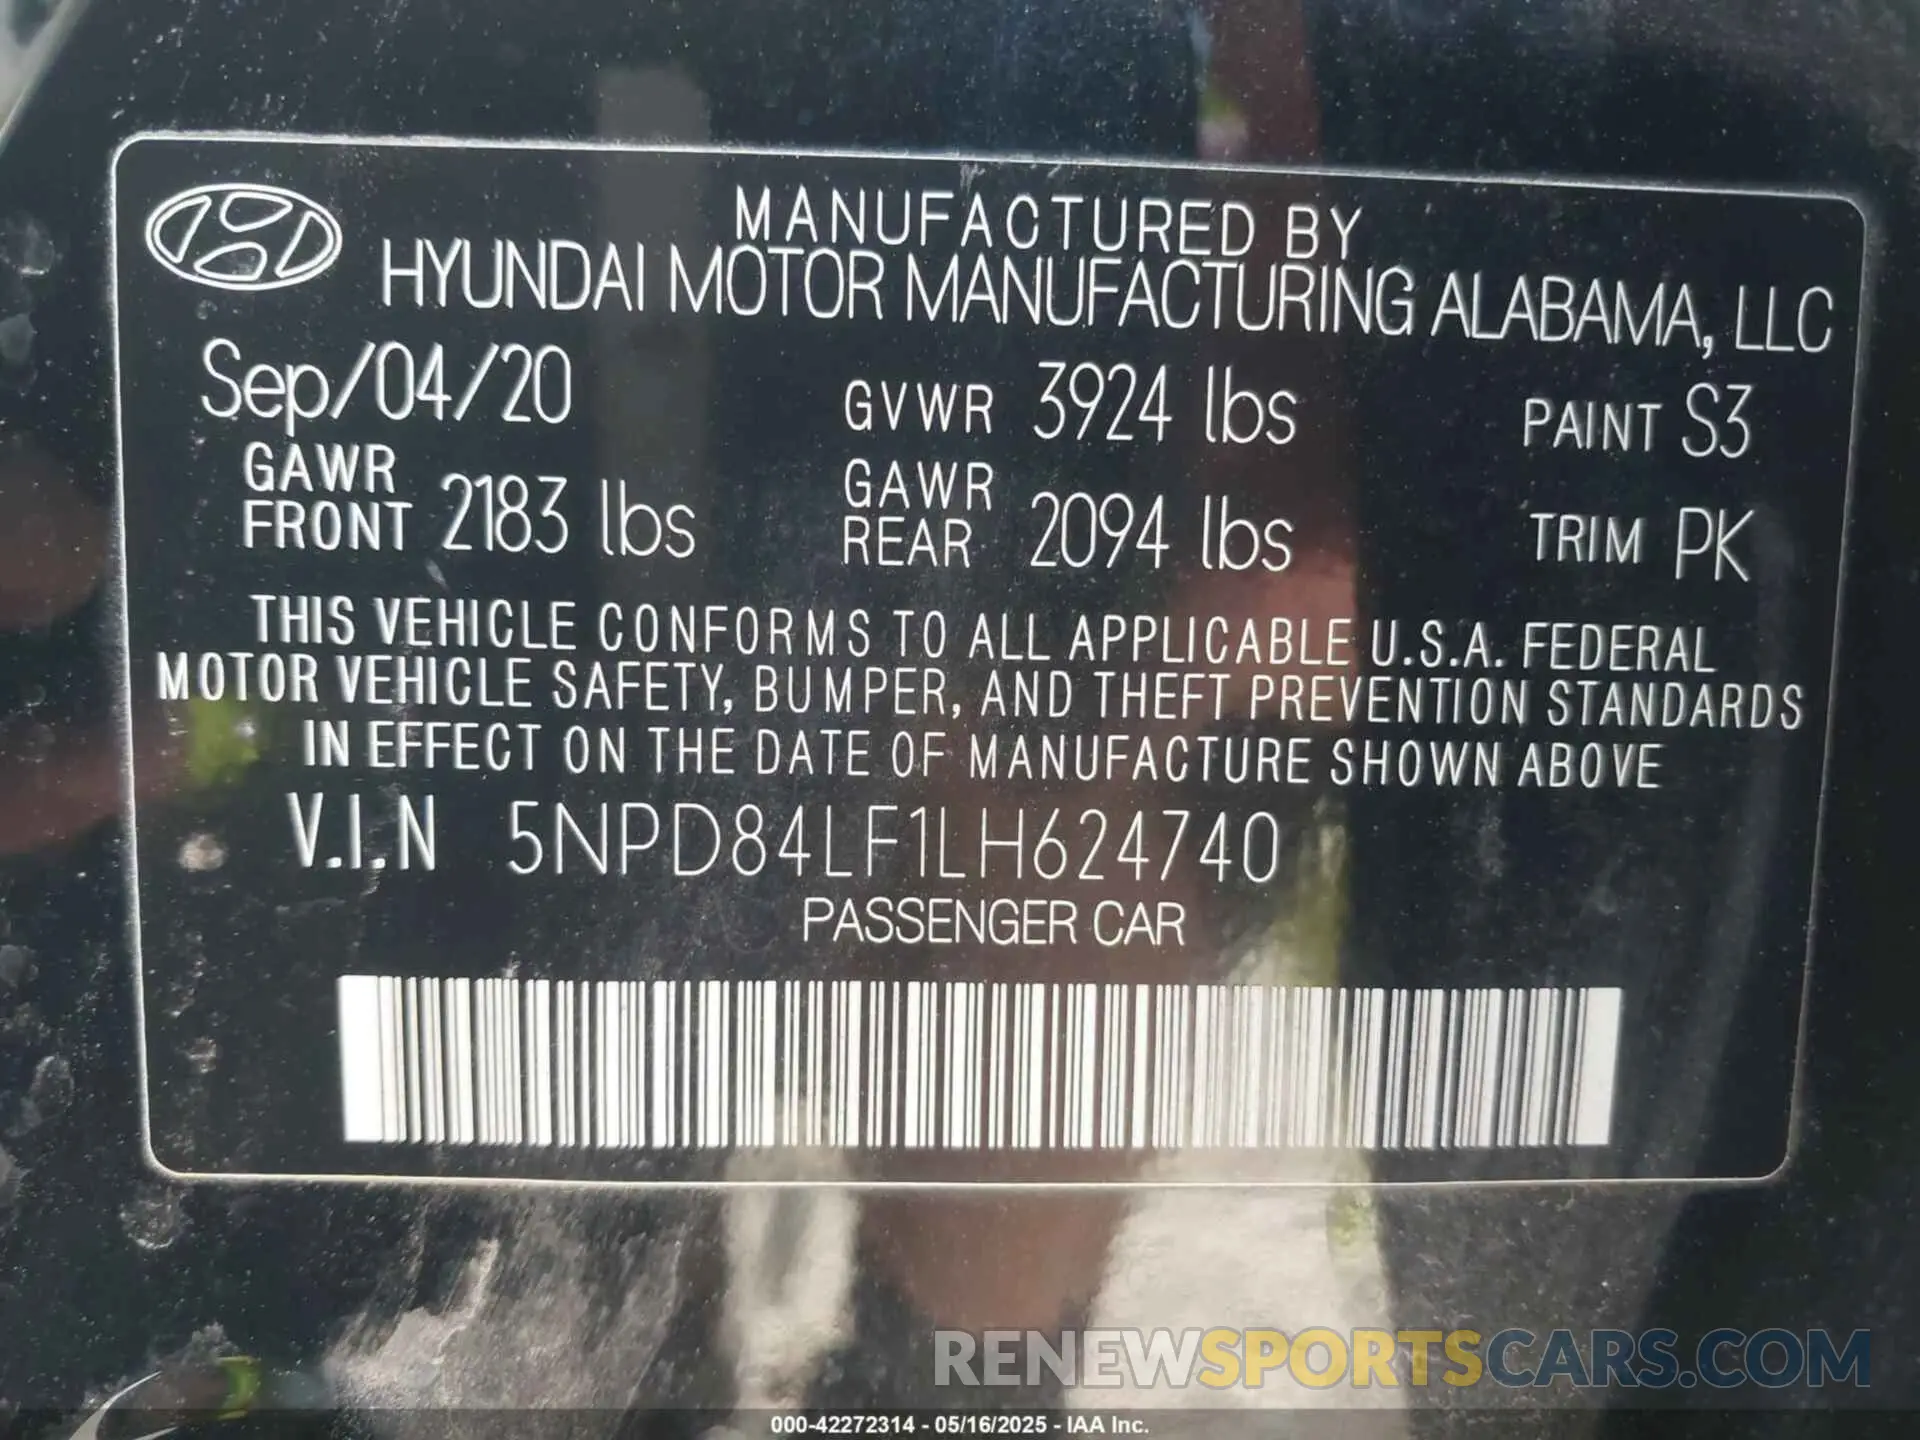 MANUFACTURED BY
HYUNDAI MOTOR MANUFACTURING ALABAMA, LLC
Sep/04/20 GVWR 3924 lbs PAINT S3
GAWR FRONT 2183 lbs GAWR REAR 2094 lbs TRIM PK
THIS VEHICLE CONFORMS TO ALL APPLICABLE U.S.A. FEDERAL
MOTOR VEHICLE SAFETY, BUMPER, AND THEFT PREVENTION STANDARDS
IN EFFECT ON THE DATE OF MANUFACTURE SHOWN ABOVE
V.I.N 5NPD84LF1LH624740
PASSENGER CAR
RENEWSPORTSCARS.COM
000-42272314 - 05/16/2025 - IAA Inc.